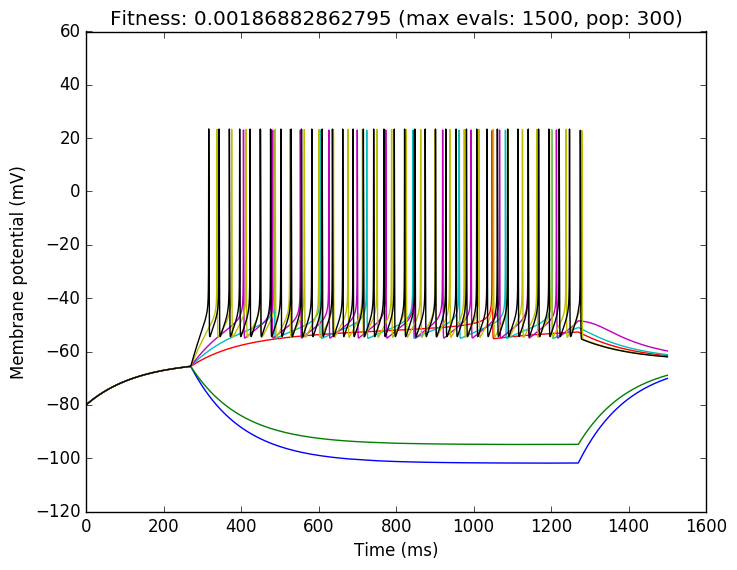 Fitness: 0.00186882862795 (max evals: 1500, pop: 300)
60
40
20
0
−20
−40
−60
−80
−100
−120
Membrane potential (mV)
0 200 400 600 800 1000 1200 1400 1600
Time (ms)